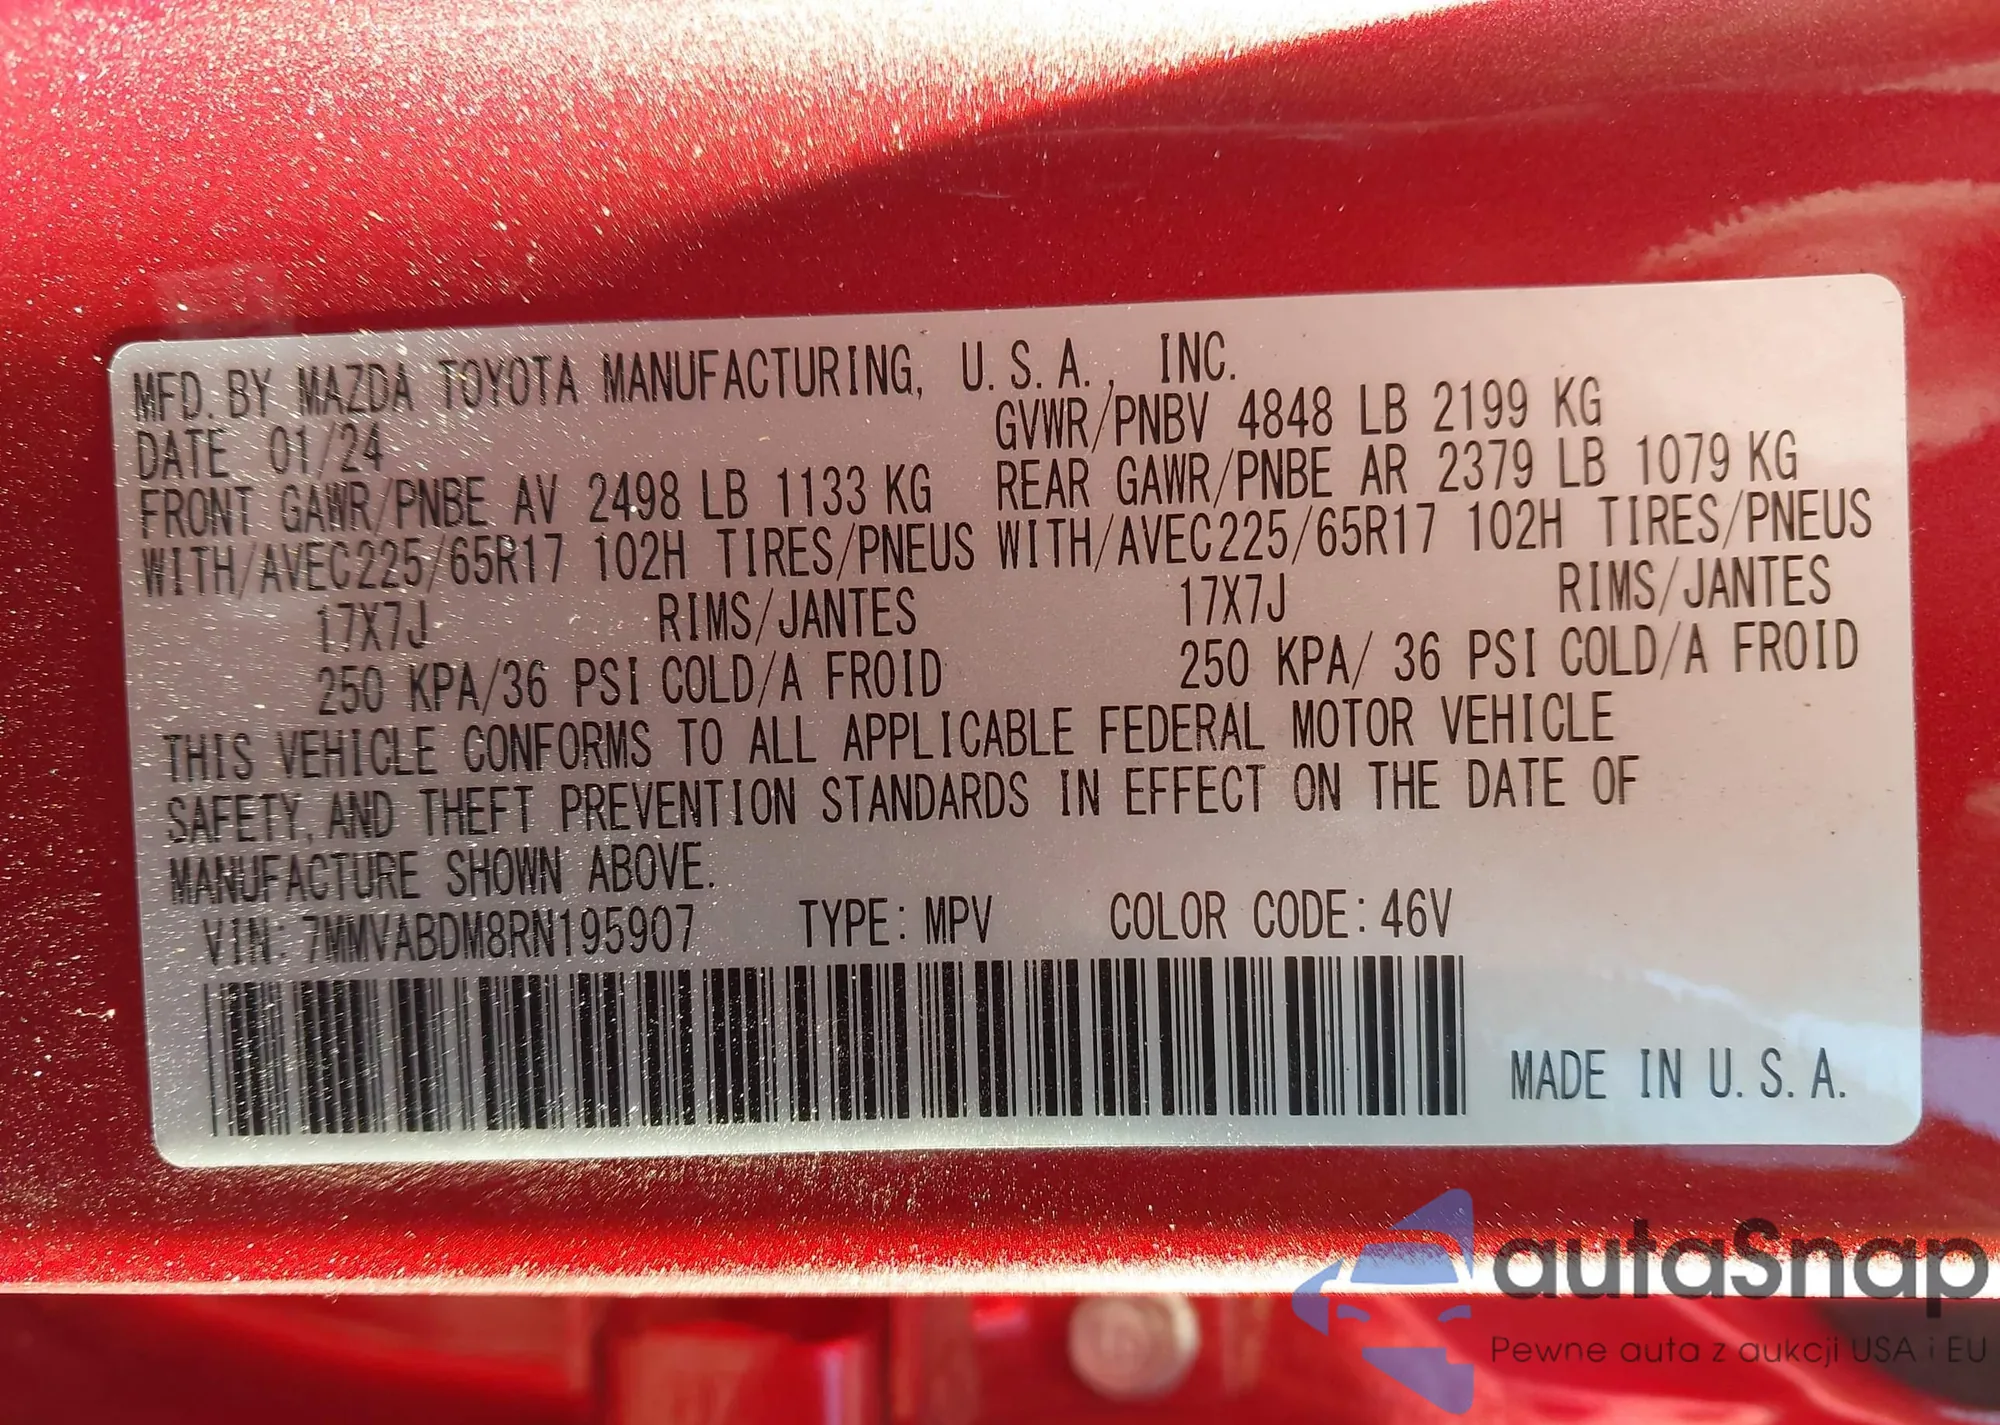 MFD. BY MAZDA TOYOTA MANUFACTURING, U.S.A., INC.
DATE 01/24
GVWR/PNBV 4848 LB 2199 KG
FRONT GAWR/PNBE AV 2498 LB 1133 KG
REAR GAWR/PNBE AR 2379 LB 1079 KG
WITH/AVEC225/65R17 102H TIRES/PNEUS
WITH/AVEC225/65R17 102H TIRES/PNEUS
17X7J RIMS/JANTES
17X7J RIMS/JANTES
250 KPA/36 PSI COLD/A FROID
250 KPA/ 36 PSI COLD/A FROID
THIS VEHICLE CONFORMS TO ALL APPLICABLE FEDERAL MOTOR VEHICLE
SAFETY, AND THEFT PREVENTION STANDARDS IN EFFECT ON THE DATE OF
MANUFACTURE SHOWN ABOVE.
VIN: 7MMVABDM8RN195907 TYPE: MPV COLOR CODE: 46V
MADE IN U.S.A.
autaSnap
Pewne auta z aukcji USA i EU